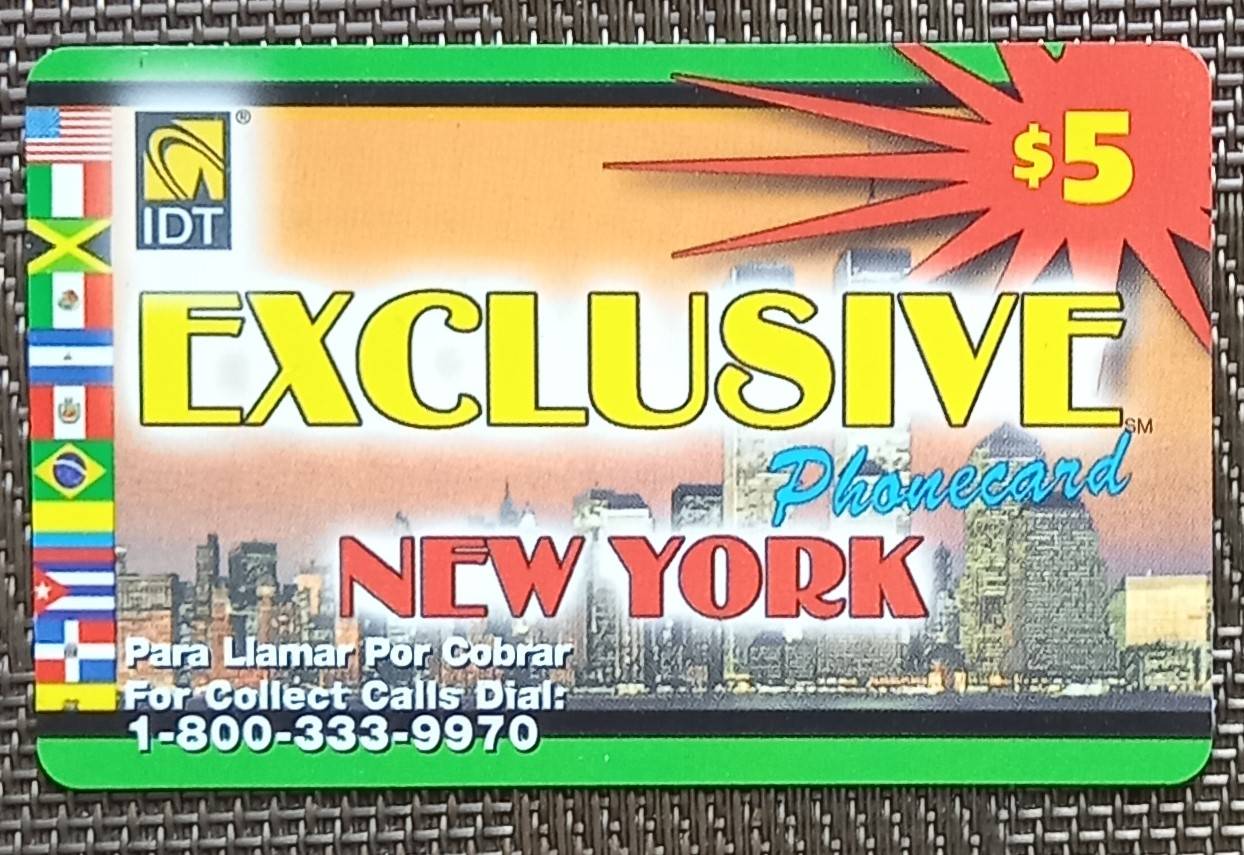 $5
®
IDT
EXCLUSIVE
SM
Phonecard
NEW YORK
Para Llamar Por Cobrar
For Collect Calls Dial:
1-800-333-9970